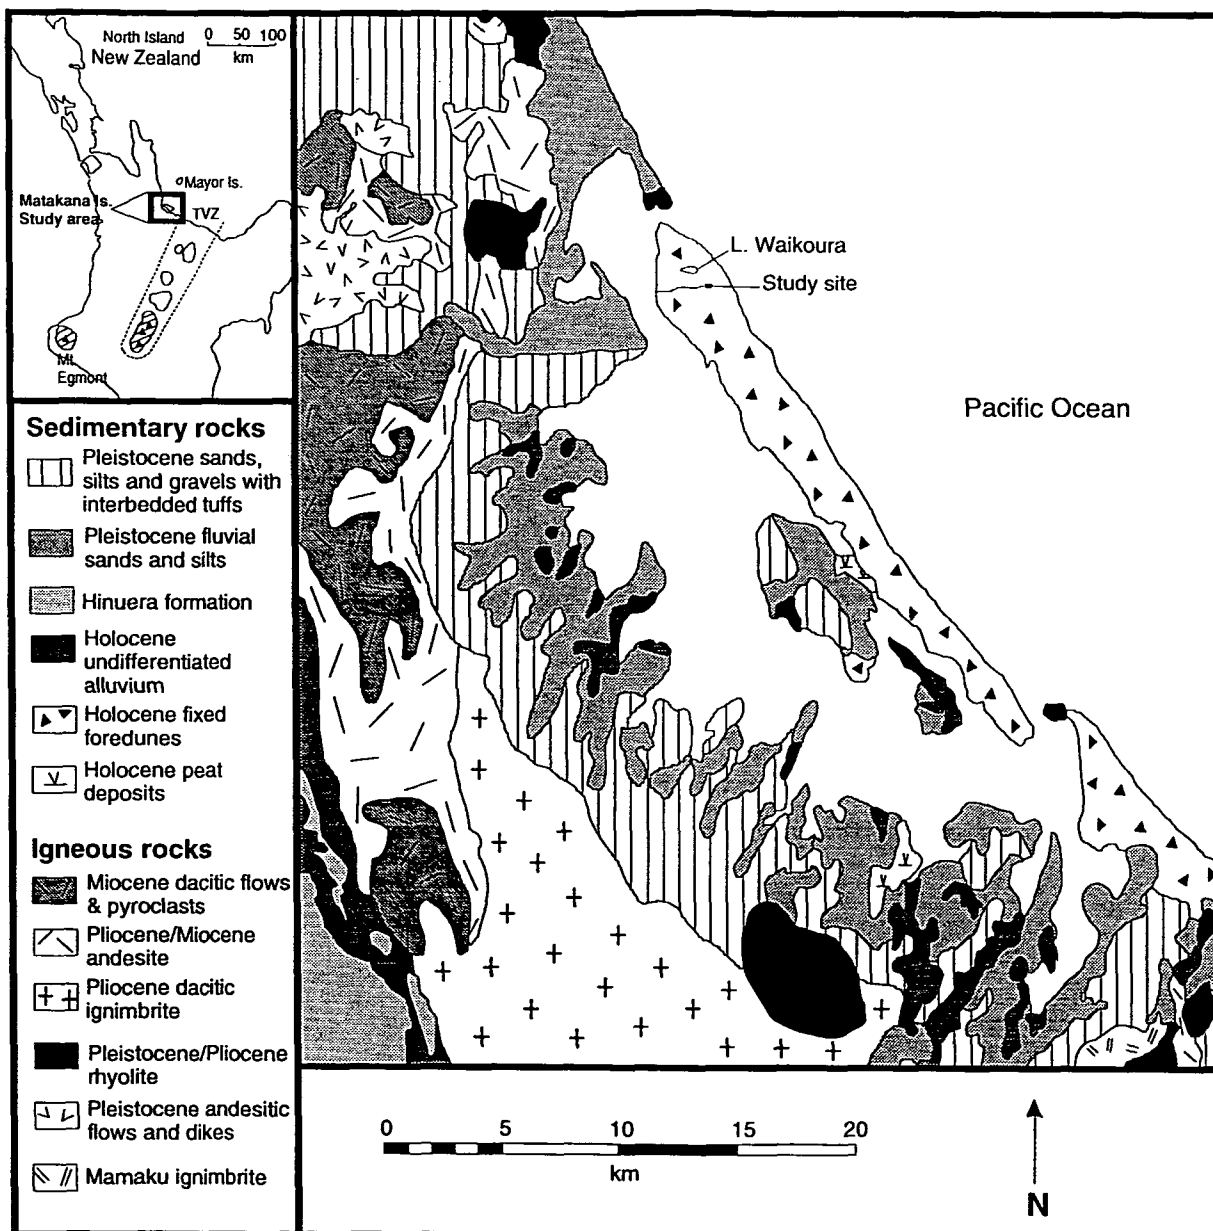 North Island
New Zealand
0 50 100
km
Mayor Is.
Matakana Is.
Study area
TVZ
Mt.
Egmont
L. Waikoura
Study site
Pacific Ocean
Sedimentary rocks
Pleistocene sands,
silts and gravels with
interbedded tuffs
Pleistocene fluvial
sands and silts
Hinuera formation
Holocene
undifferentiated
alluvium
Holocene fixed
foredunes
Holocene peat
deposits
Igneous rocks
Miocene dacitic flows
& pyroclasts
Pliocene/Miocene
andesite
Pliocene dacitic
ignimbrite
Pleistocene/Pliocene
rhyolite
Pleistocene andesitic
flows and dikes
Mamaku ignimbrite
0 5 10 15 20
km
N